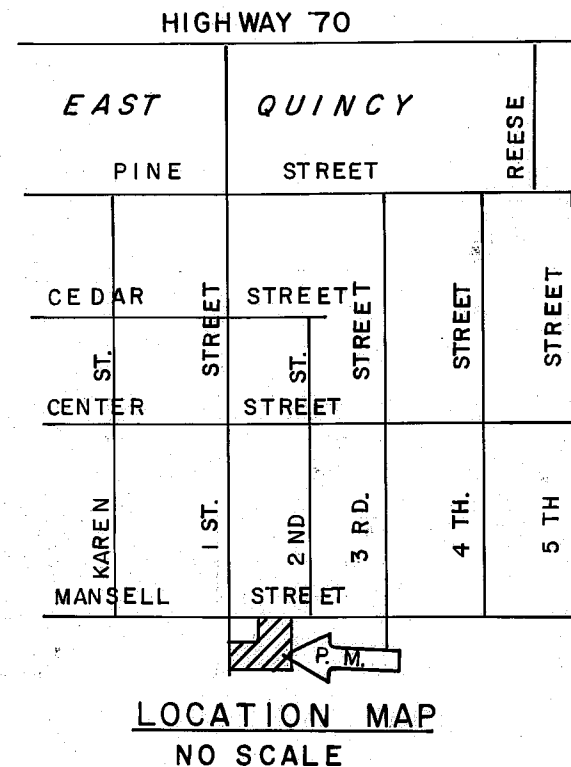 HIGHWAY 70
EAST QUINCY
REESE
PINE STREET
CEDAR STREET
ST.
STREET
ST.
STREET
STREET
STREET
CENTER STREET
KAREN
1 ST.
2 ND
3 RD.
4 TH.
5 TH
MANSELL STREET
P. M.
LOCATION MAP
NO SCALE